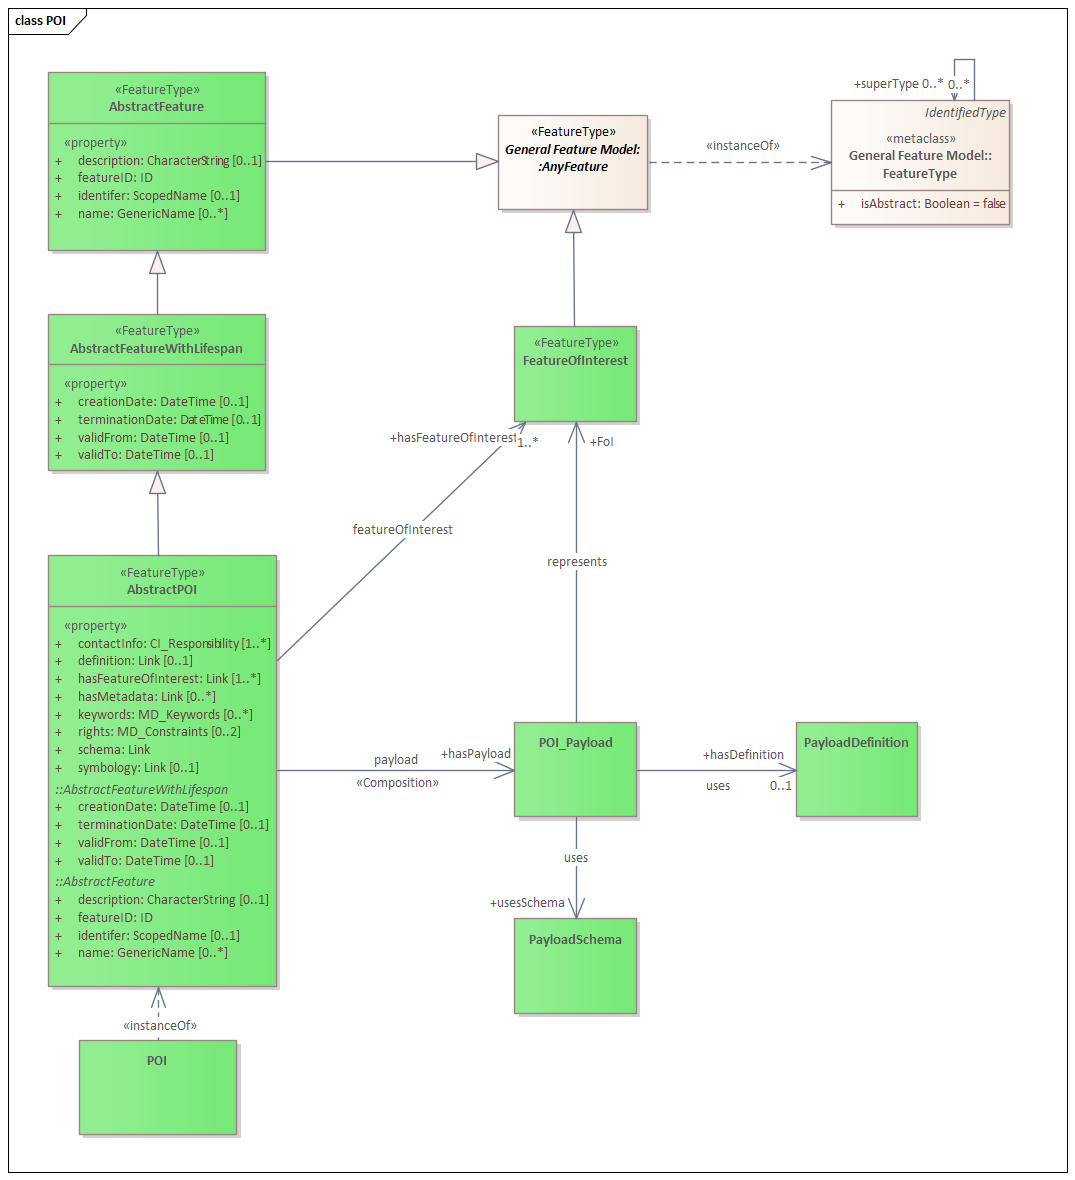 class POI
«FeatureType»
AbstractFeature
«property»
+ description: CharacterString [0..1]
+ featureID: ID
+ identifer: ScopedName [0..1]
+ name: GenericName [0..*]
«FeatureType»
General Feature Model:
:AnyFeature
«instanceOf»
+superType 0..* 0..*
IdentifiedType
«metaclass»
General Feature Model::
FeatureType
+ isAbstract: Boolean = false
«FeatureType»
AbstractFeatureWithLifespan
«property»
+ creationDate: DateTime [0..1]
+ terminationDate: DateTime [0..1]
+ validFrom: DateTime [0..1]
+ validTo: DateTime [0..1]
«FeatureType»
FeatureOfInterest
+hasFeatureOfInterest
1..*
+FoI
featureOfInterest
represents
«FeatureType»
AbstractPOI
«property»
+ contactInfo: CI_Responsibility [1..*]
+ definition: Link [0..1]
+ hasFeatureOfInterest: Link [1..*]
+ hasMetadata: Link [0..*]
+ keywords: MD_Keywords [0..*]
+ rights: MD_Constraints [0..2]
+ schema: Link
+ symbology: Link [0..1]
::AbstractFeatureWithLifespan
+ creationDate: DateTime [0..1]
+ terminationDate: DateTime [0..1]
+ validFrom: DateTime [0..1]
+ validTo: DateTime [0..1]
::AbstractFeature
+ description: CharacterString [0..1]
+ featureID: ID
+ identifer: ScopedName [0..1]
+ name: GenericName [0..*]
payload
+hasPayload
«Composition»
POI_Payload
+hasDefinition
uses
0..1
PayloadDefinition
uses
+usesSchema
PayloadSchema
«instanceOf»
POI